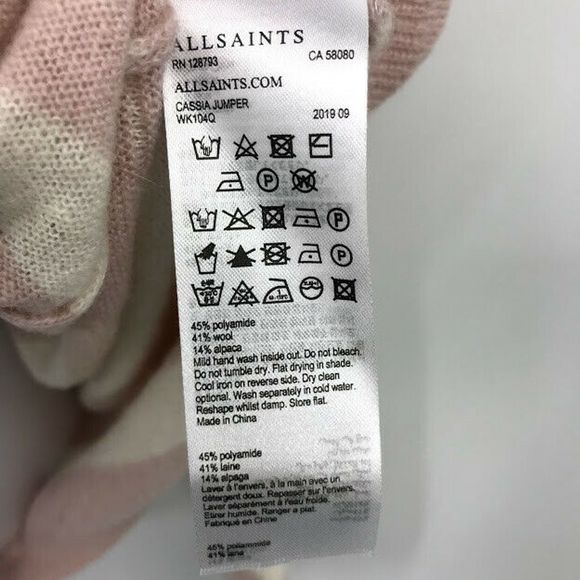 ALLSAINTS
RN 128793 CA 58080
ALLSAINTS.COM
CASSIA JUMPER
WK104Q 2019 09
P W
P
P
45% polyamide
41% wool
14% alpaca
Mild hand wash inside out. Do not bleach.
Do not tumble dry. Flat drying in shade.
Cool iron on reverse side. Dry clean
optional. Wash separately in cold water.
Reshape whilst damp. Store flat.
Made in China
45% polyamide
41% laine
14% alpaga
Laver à l'envers, à la main avec un
détergent doux. Repasser sur l'envers.
Laver séparément à l'eau froide.
Étirer humide. Ranger a plat.
Fabriqué en Chine
45% poliammide
41% lana